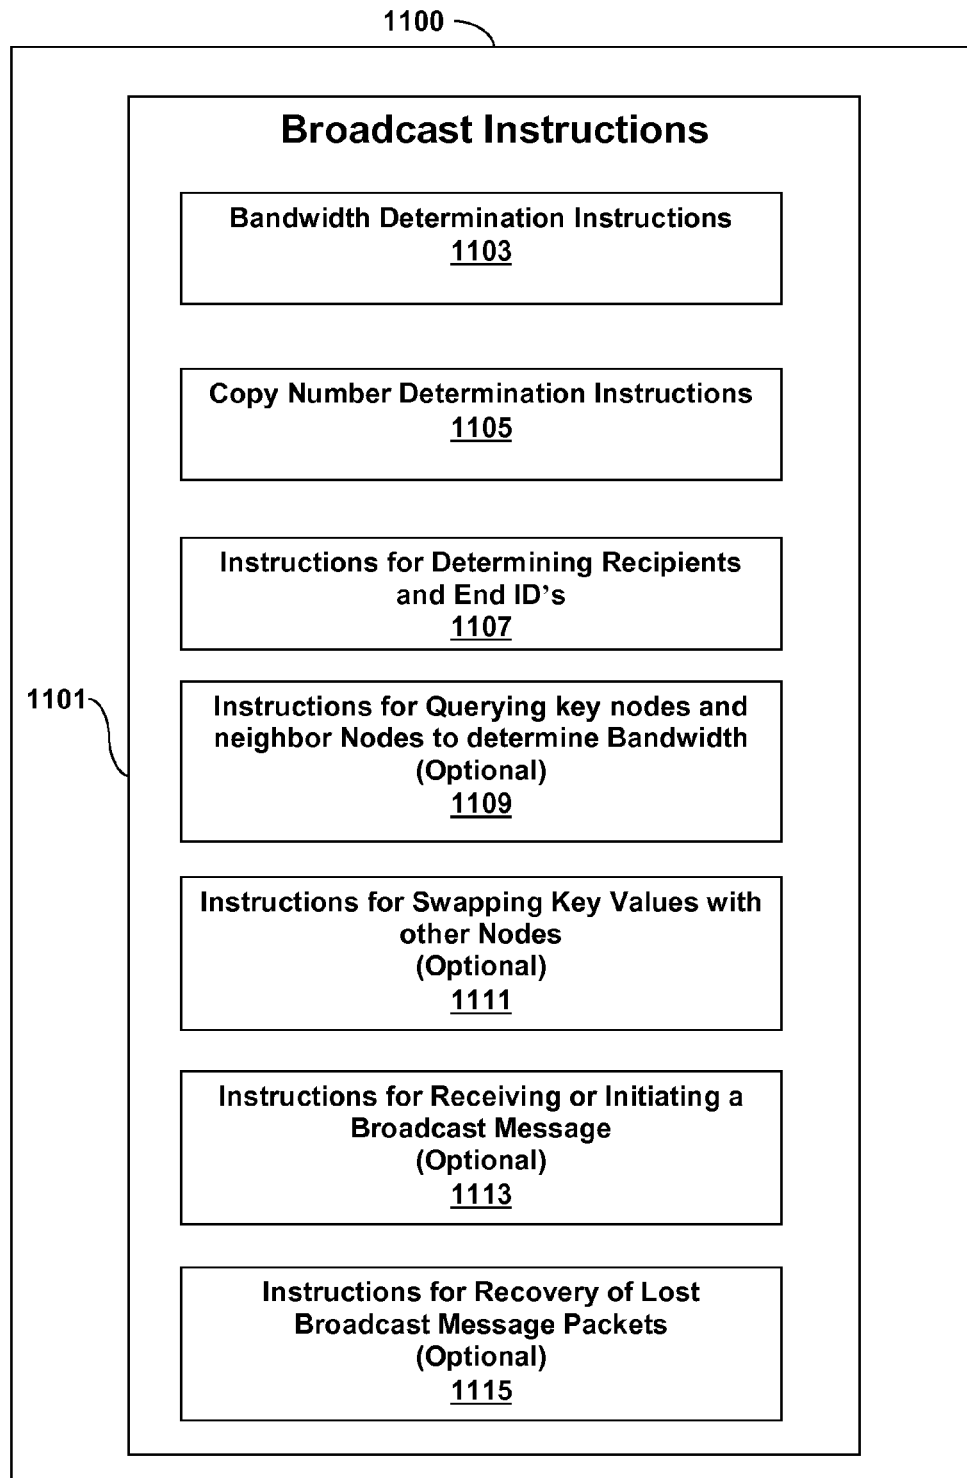 1100
Broadcast Instructions
Bandwidth Determination Instructions
1103
Copy Number Determination Instructions
1105
Instructions for Determining Recipients
and End ID’s
1107
1101
Instructions for Querying key nodes and
neighbor Nodes to determine Bandwidth
(Optional)
1109
Instructions for Swapping Key Values with
other Nodes
(Optional)
1111
Instructions for Receiving or Initiating a
Broadcast Message
(Optional)
1113
Instructions for Recovery of Lost
Broadcast Message Packets
(Optional)
1115